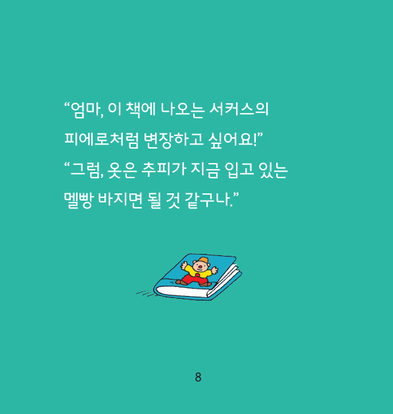 “엄마, 이 책에 나오는 서커스의
피에로처럼 변장하고 싶어요!”
“그럼, 옷은 추피가 지금 입고 있는
멜빵 바지면 될 것 같구나.”
8